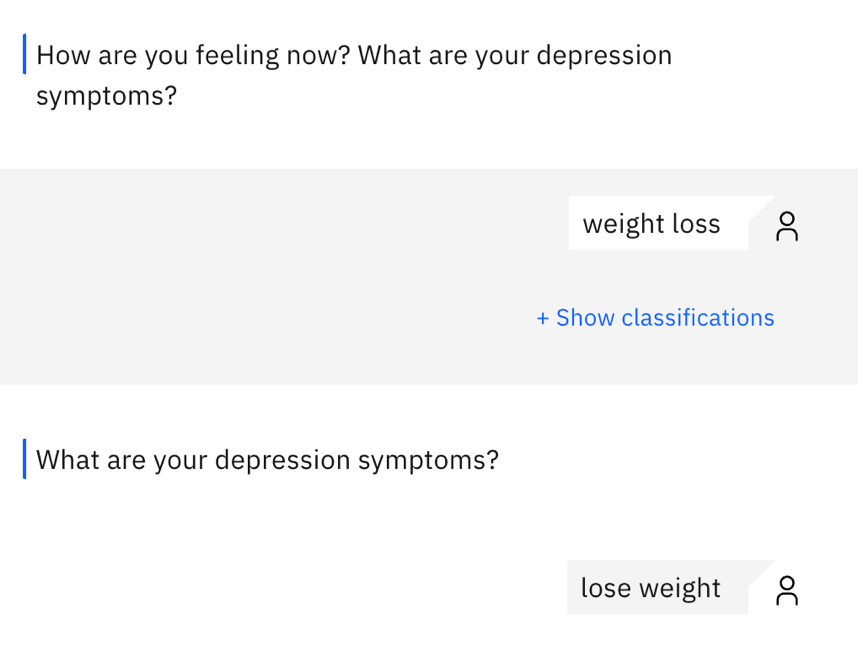 How are you feeling now? What are your depression
symptoms?
weight loss
+ Show classifications
What are your depression symptoms?
lose weight